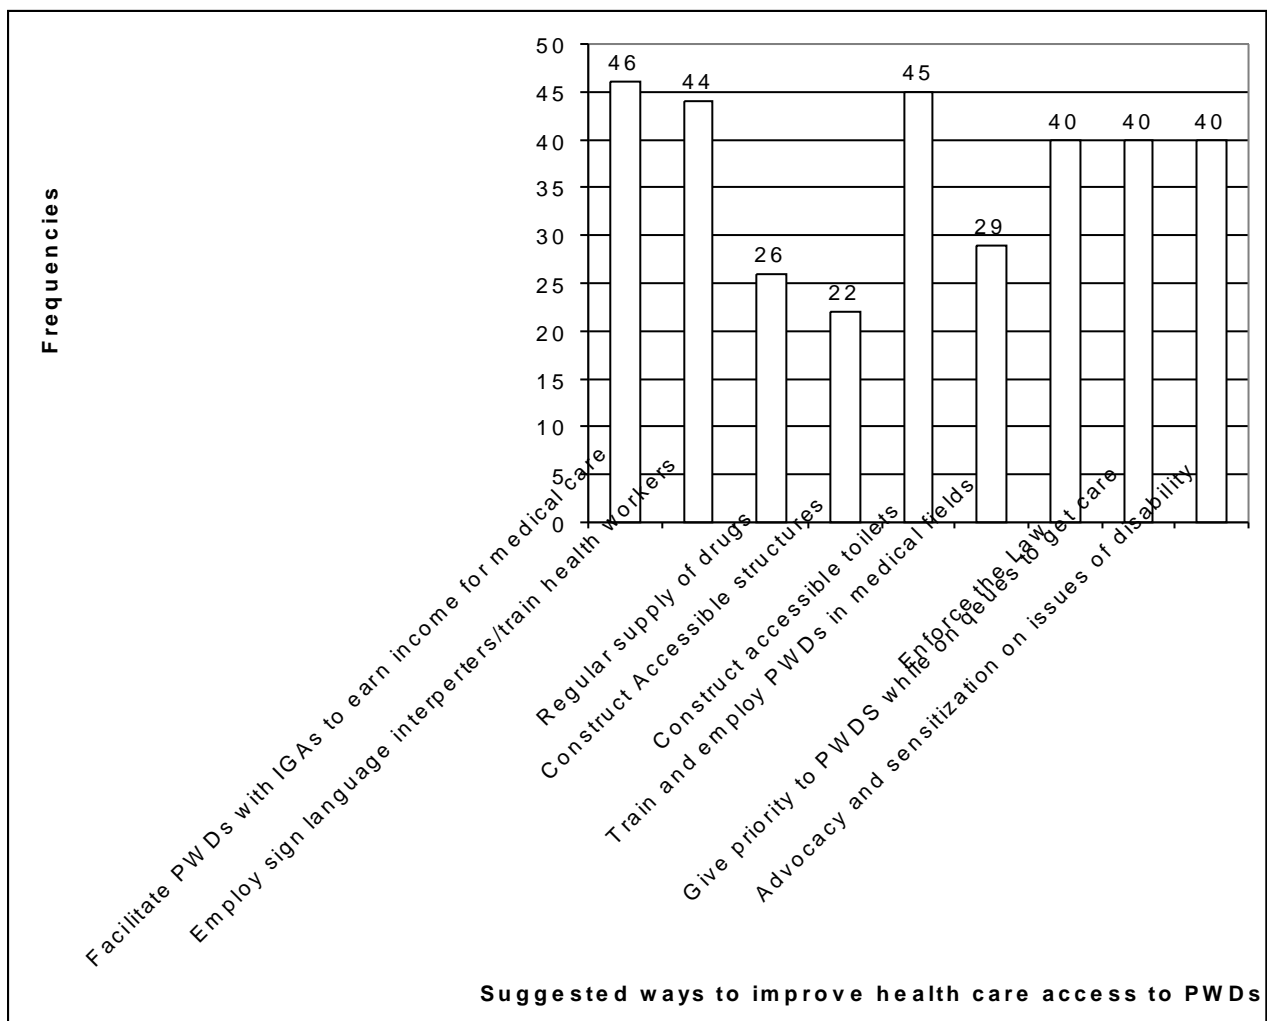 Frequencies
50
45
40
35
30
25
20
15
10
5
0
46
44
26
22
45
29
40
40
40
Facilitate PWDs with IGAs to earn income for medical care
Employ sign language interperters/train health workers
Regular supply of drugs
Construct Accessible structures
Construct accessible toilets
Train and employ PWDs in medical fields
Enforce the Law
Give priority to PWDS while on qeues to get care
Advocacy and sensitization on issues of disability
Suggested ways to improve health care access to PWDs